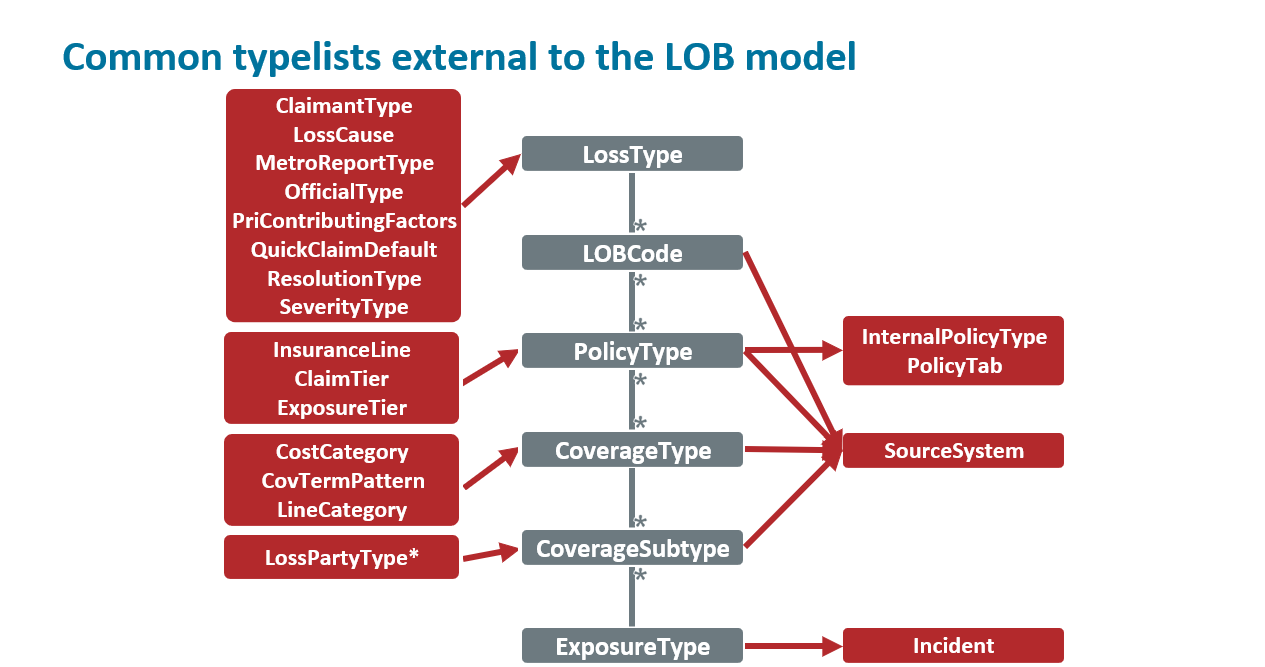 Common typelists external to the LOB model
ClaimantType
LossCause
MetroReportType
OfficialType
PriContributingFactors
QuickClaimDefault
ResolutionType
SeverityType
InsuranceLine
ClaimTier
ExposureTier
CostCategory
CovTermPattern
LineCategory
LossPartyType*
LossType
*
LOBCode
*
*
PolicyType
*
*
CoverageType
*
CoverageSubtype
*
ExposureType
InternalPolicyType
PolicyTab
SourceSystem
Incident